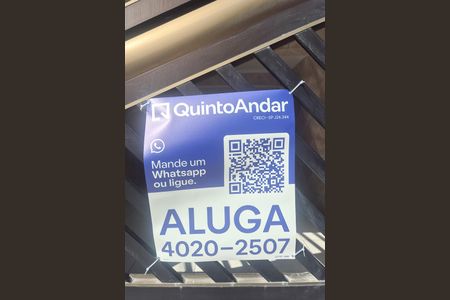 QuintoAndar
CRECI - SP J24.344
Mande um
Whatsapp
ou ligue.
ALUGA
4020-2507